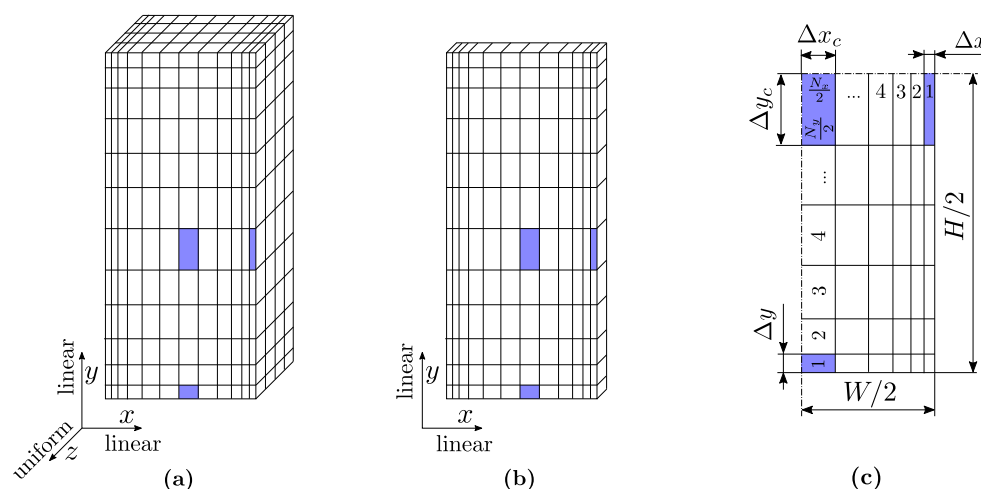 linear
y
x
linear
uniform
z
(a)
linear
y
x
linear
(b)
Δx_c
Δx
Δy_c
N_x/2
... 4 3 2 1
N_y/2
...
4
3
2
1
Δy
H/2
W/2
(c)